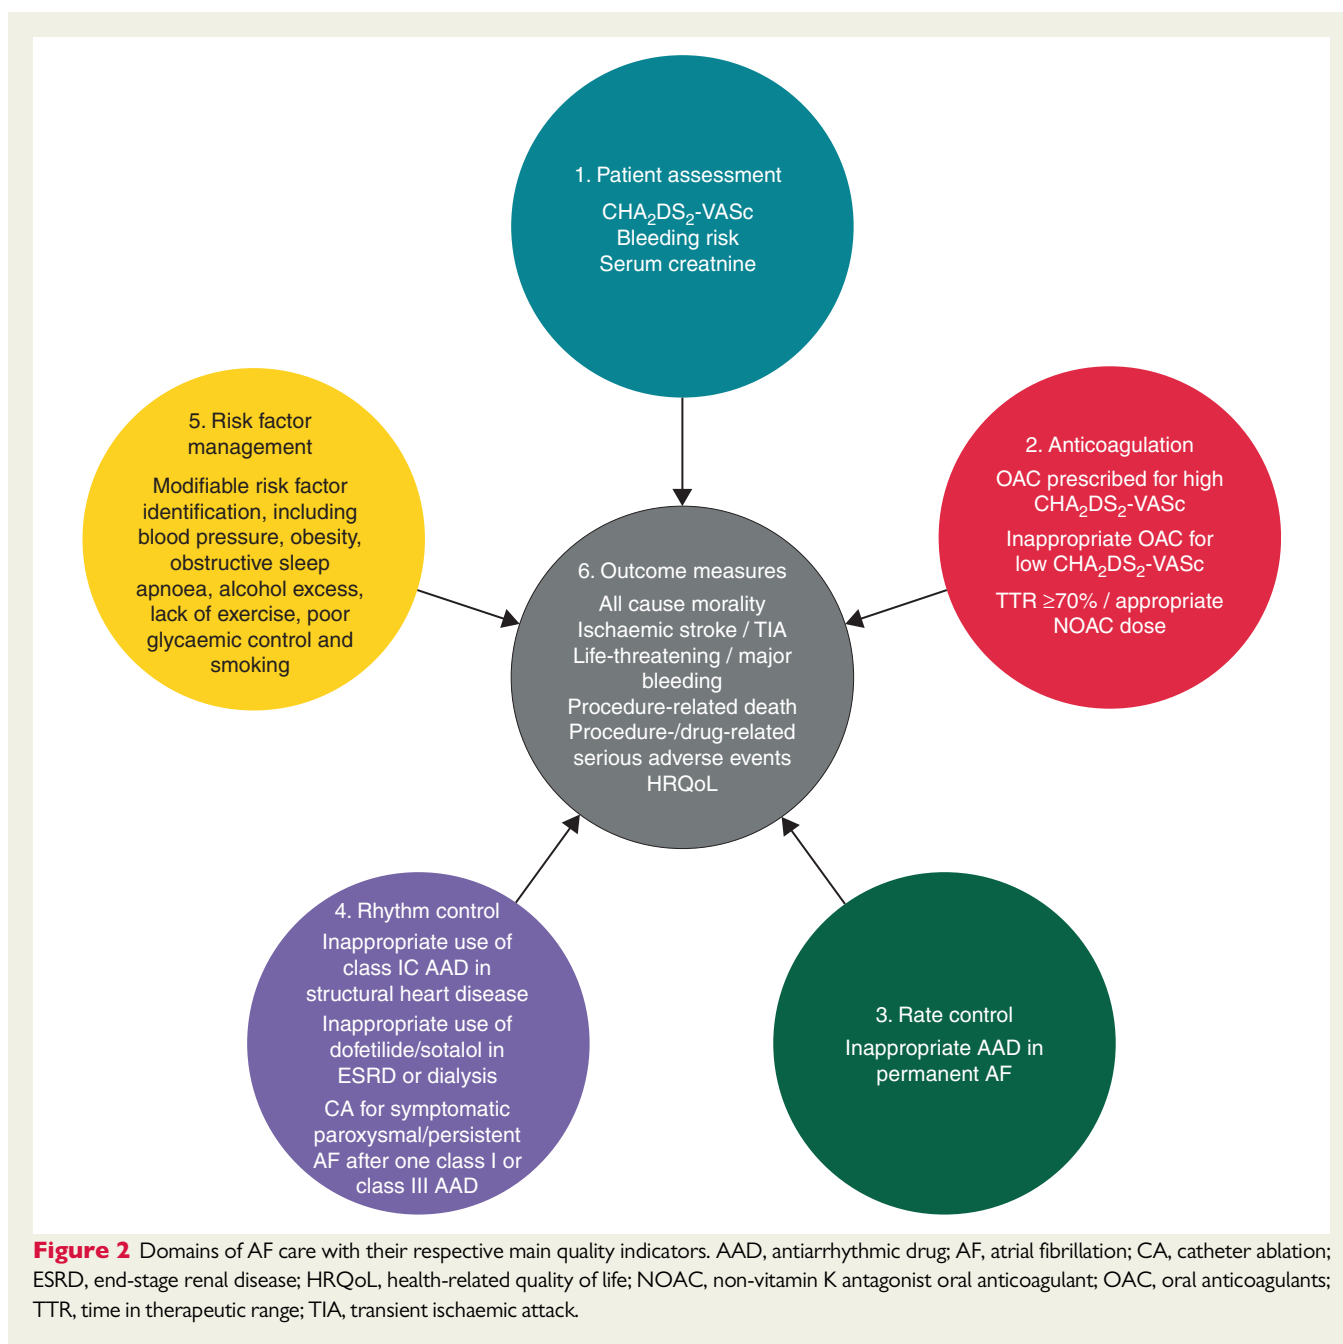 1. Patient assessment
CHA₂DS₂-VASc
Bleeding risk
Serum creatnine
2. Anticoagulation
OAC prescribed for high
CHA₂DS₂-VASc
Inappropriate OAC for
low CHA₂DS₂-VASc
TTR ≥70% / appropriate
NOAC dose
3. Rate control
Inappropriate AAD in
permanent AF
4. Rhythm control
Inappropriate use of
class IC AAD in
structural heart disease
Inappropriate use of
dofetilide/sotalol in
ESRD or dialysis
CA for symptomatic
paroxysmal/persistent
AF after one class I or
class III AAD
5. Risk factor
management
Modifiable risk factor
identification, including
blood pressure, obesity,
obstructive sleep
apnoea, alcohol excess,
lack of exercise, poor
glycaemic control and
smoking
6. Outcome measures
All cause morality
Ischaemic stroke / TIA
Life-threatening / major
bleeding
Procedure-related death
Procedure-/drug-related
serious adverse events
HRQoL
Figure 2 Domains of AF care with their respective main quality indicators. AAD, antiarrhythmic drug; AF, atrial fibrillation; CA, catheter ablation;
ESRD, end-stage renal disease; HRQoL, health-related quality of life; NOAC, non-vitamin K antagonist oral anticoagulant; OAC, oral anticoagulants;
TTR, time in therapeutic range; TIA, transient ischaemic attack.